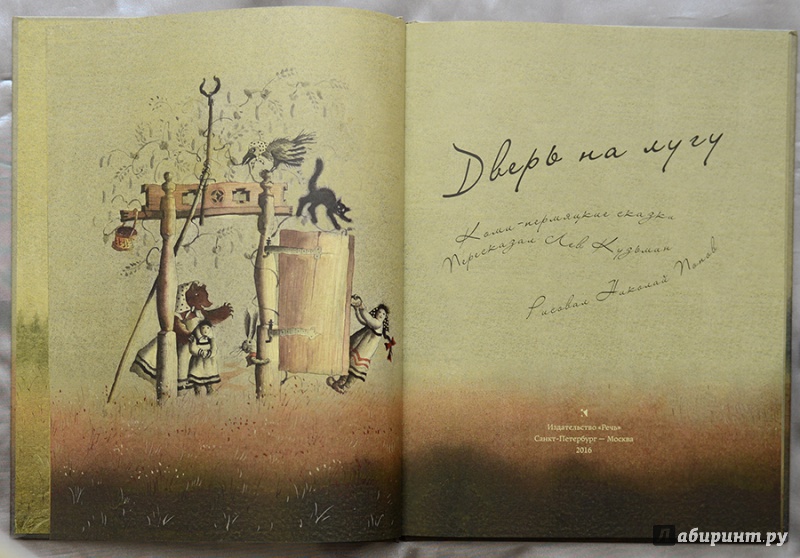 Дверь на лугу
Коми-пермяцкие сказки
Пересказал Лев Кузьмин
Рисовал Николай Попов
Издательство «Речь»
Санкт-Петербург — Москва
2016
Лабиринт.ру